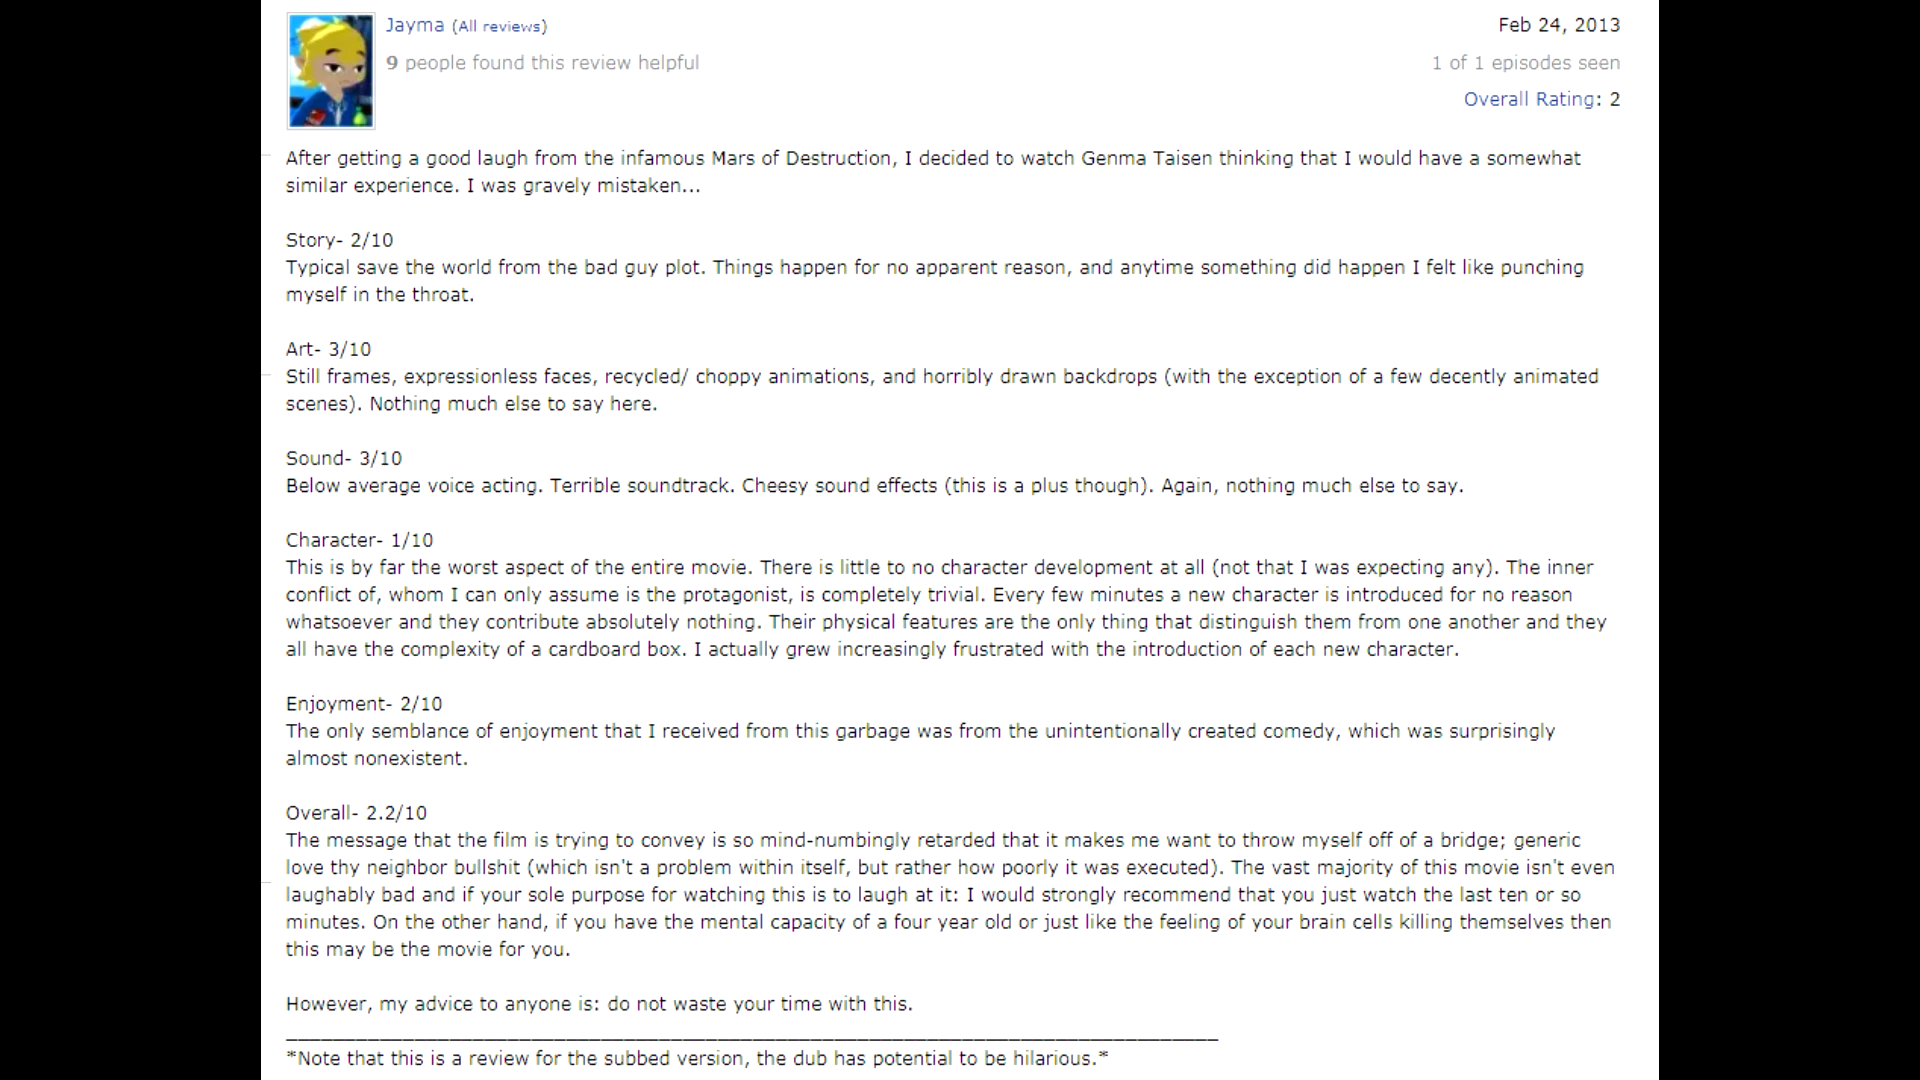 Jayma (All reviews)
Feb 24, 2013
9 people found this review helpful
1 of 1 episodes seen
Overall Rating: 2
After getting a good laugh from the infamous Mars of Destruction, I decided to watch Genma Taisen thinking that I would have a somewhat
similar experience. I was gravely mistaken...
Story- 2/10
Typical save the world from the bad guy plot. Things happen for no apparent reason, and anytime something did happen I felt like punching
myself in the throat.
Art- 3/10
Still frames, expressionless faces, recycled/ choppy animations, and horribly drawn backdrops (with the exception of a few decently animated
scenes). Nothing much else to say here.
Sound- 3/10
Below average voice acting. Terrible soundtrack. Cheesy sound effects (this is a plus though). Again, nothing much else to say.
Character- 1/10
This is by far the worst aspect of the entire movie. There is little to no character development at all (not that I was expecting any). The inner
conflict of, whom I can only assume is the protagonist, is completely trivial. Every few minutes a new character is introduced for no reason
whatsoever and they contribute absolutely nothing. Their physical features are the only thing that distinguish them from one another and they
all have the complexity of a cardboard box. I actually grew increasingly frustrated with the introduction of each new character.
Enjoyment- 2/10
The only semblance of enjoyment that I received from this garbage was from the unintentionally created comedy, which was surprisingly
almost nonexistent.
Overall- 2.2/10
The message that the film is trying to convey is so mind-numbingly retarded that it makes me want to throw myself off of a bridge; generic
love thy neighbor bullshit (which isn't a problem within itself, but rather how poorly it was executed). The vast majority of this movie isn't even
laughably bad and if your sole purpose for watching this is to laugh at it: I would strongly recommend that you just watch the last ten or so
minutes. On the other hand, if you have the mental capacity of a four year old or just like the feeling of your brain cells killing themselves then
this may be the movie for you.
However, my advice to anyone is: do not waste your time with this.
*Note that this is a review for the subbed version, the dub has potential to be hilarious.*